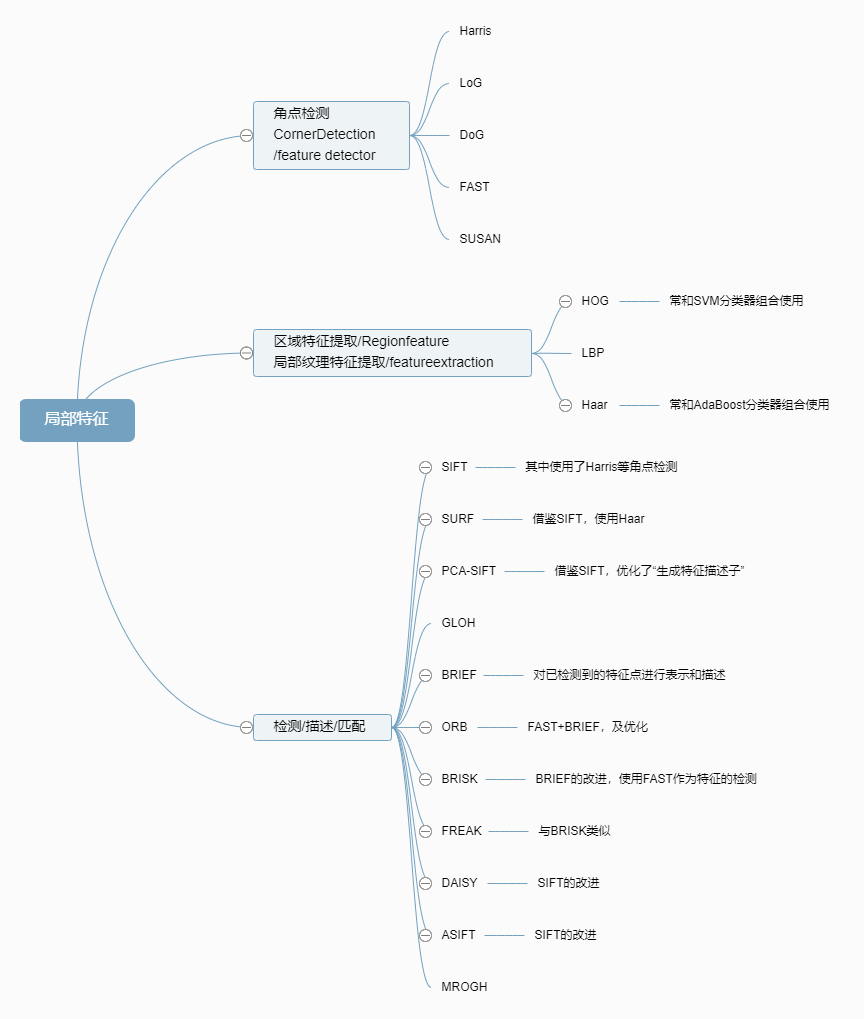 局部特征
角点检测
CornerDetection
/feature detector
Harris
LoG
DoG
FAST
SUSAN
区域特征提取/Regionfeature
局部纹理特征提取/featureextraction
HOG 常和SVM分类器组合使用
LBP
Haar 常和AdaBoost分类器组合使用
检测/描述/匹配
SIFT 其中使用了Harris等角点检测
SURF 借鉴SIFT，使用Haar
PCA-SIFT 借鉴SIFT，优化了“生成特征描述子”
GLOH
BRIEF 对已检测到的特征点进行表示和描述
ORB FAST+BRIEF，及优化
BRISK BRIEF的改进，使用FAST作为特征的检测
FREAK 与BRISK类似
DAISY SIFT的改进
ASIFT SIFT的改进
MROGH